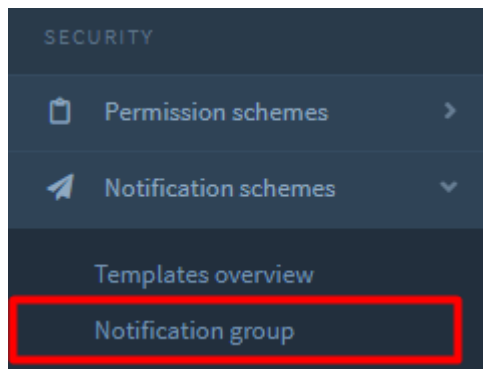 SECURITY
Permission schemes
Notification schemes
Templates overview
Notification group